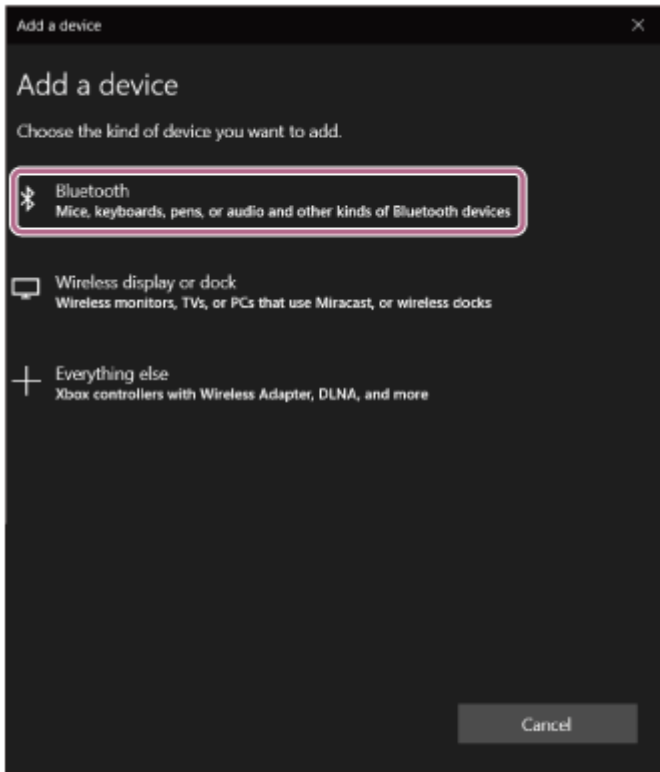 Add a device
Add a device
Choose the kind of device you want to add.
Bluetooth
Mice, keyboards, pens, or audio and other kinds of Bluetooth devices
Wireless display or dock
Wireless monitors, TVs, or PCs that use Miracast, or wireless docks
Everything else
Xbox controllers with Wireless Adapter, DLNA, and more
Cancel